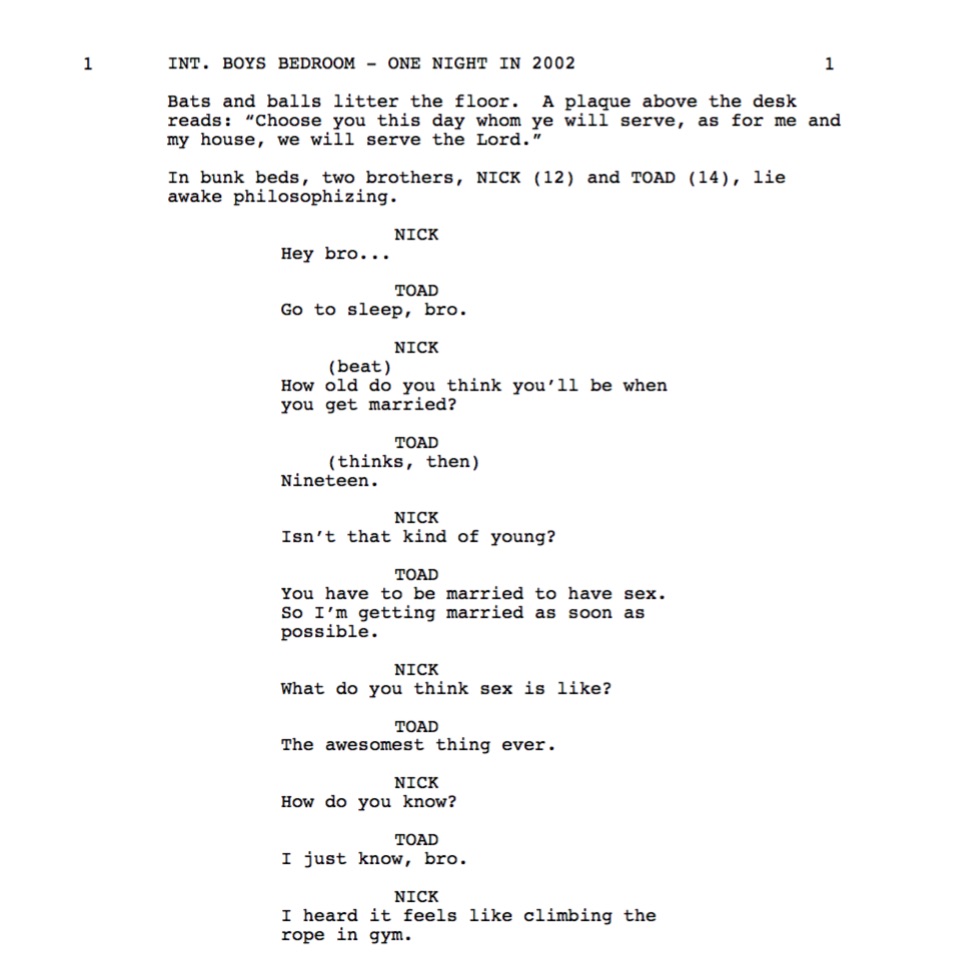 1 INT. BOYS BEDROOM - ONE NIGHT IN 2002 1
Bats and balls litter the floor. A plaque above the desk
reads: “Choose you this day whom ye will serve, as for me and
my house, we will serve the Lord.”
In bunk beds, two brothers, NICK (12) and TOAD (14), lie
awake philosophizing.
NICK
Hey bro...
TOAD
Go to sleep, bro.
NICK
(beat)
How old do you think you’ll be when
you get married?
TOAD
(thinks, then)
Nineteen.
NICK
Isn’t that kind of young?
TOAD
You have to be married to have sex.
So I’m getting married as soon as
possible.
NICK
What do you think sex is like?
TOAD
The awesomest thing ever.
NICK
How do you know?
TOAD
I just know, bro.
NICK
I heard it feels like climbing the
rope in gym.